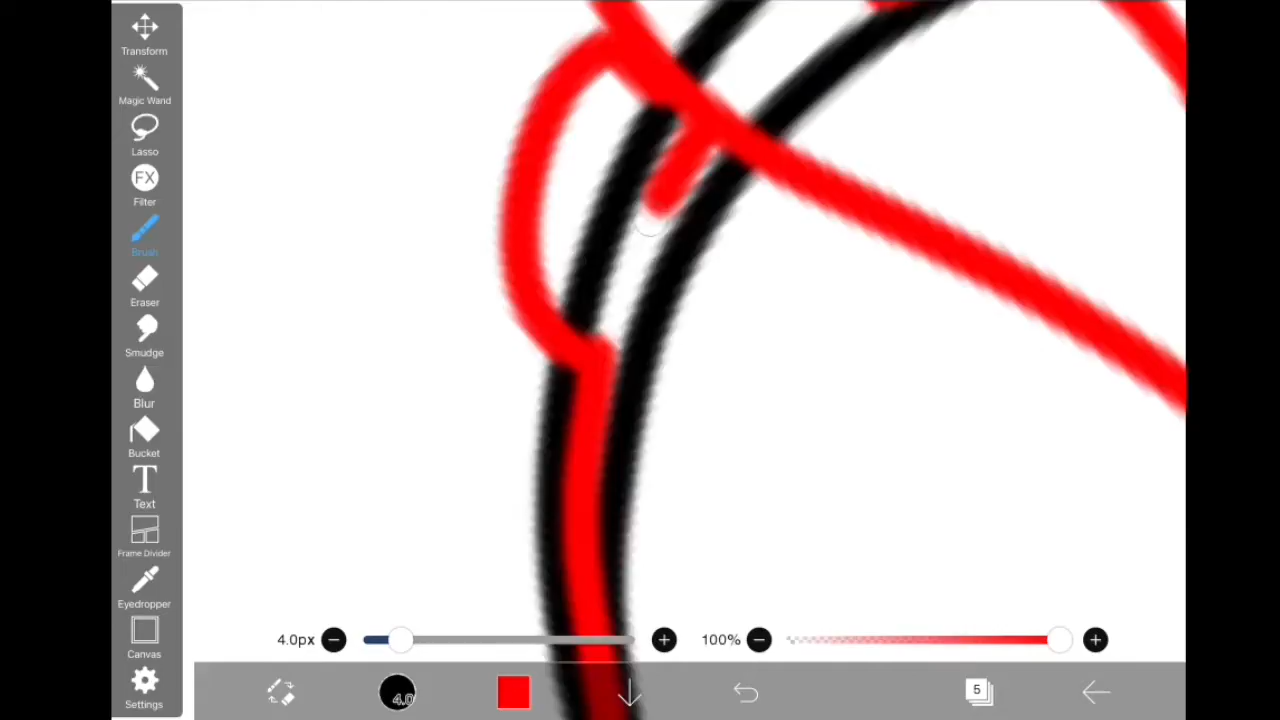 Transform
Magic Wand
Lasso
FX
Filter
Brush
Eraser
Smudge
Blur
Bucket
T
Text
Frame Divider
Eyedropper
Canvas
Settings
4.0px
100%
4.0
5